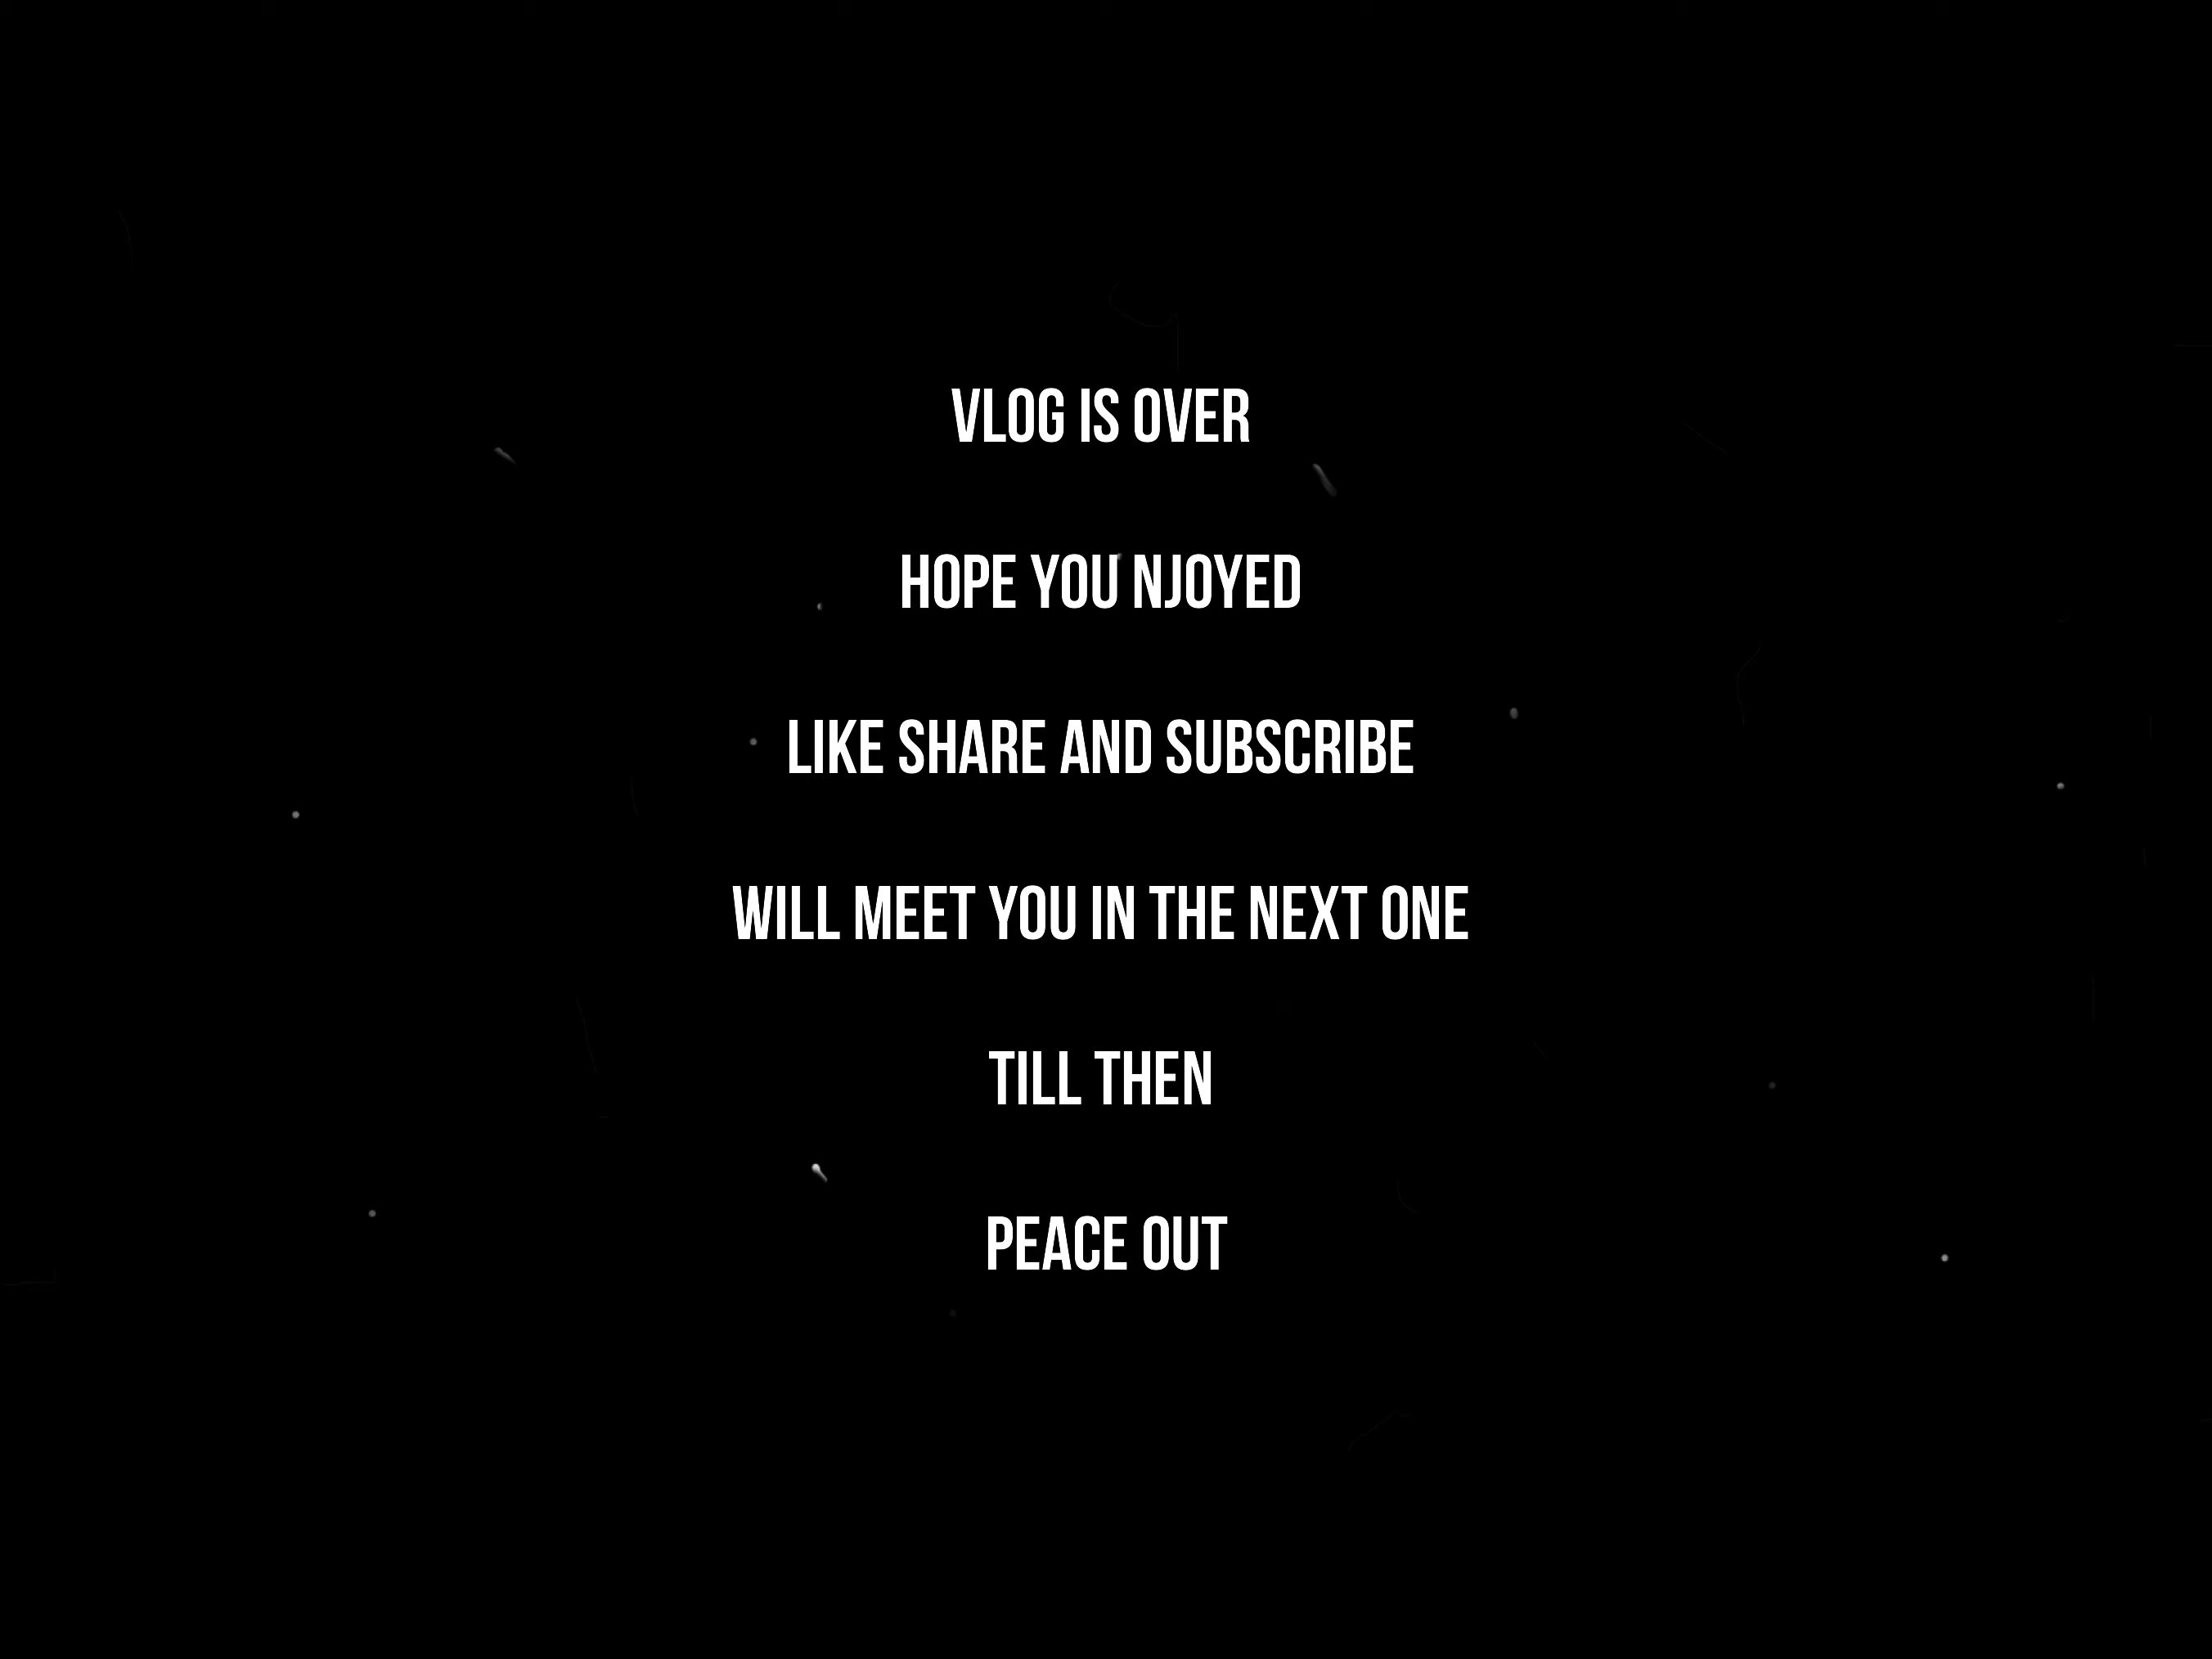 VLOG IS OVER
HOPE YOU NJOYED
LIKE SHARE AND SUBSCRIBE
WILL MEET YOU IN THE NEXT ONE
TILL THEN
PEACE OUT